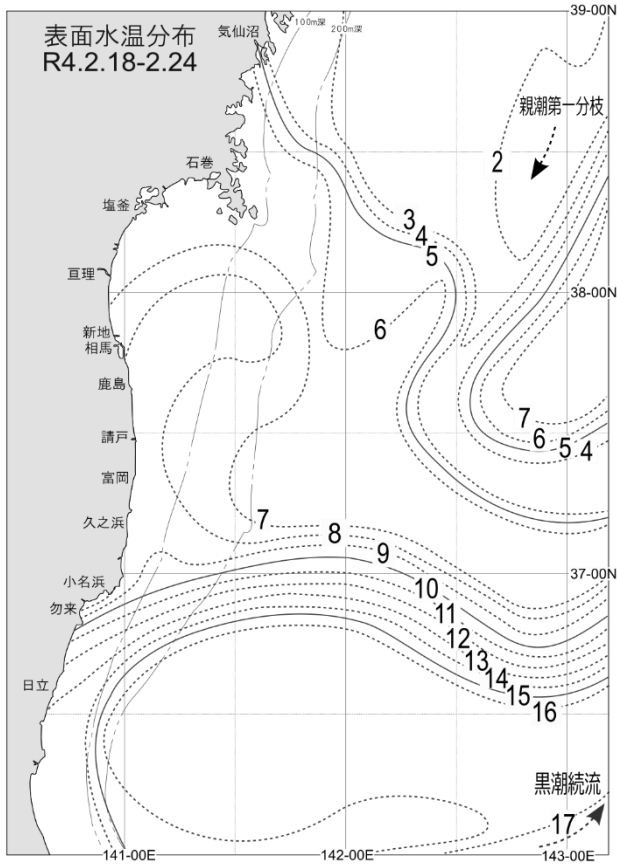 表面水温分布
R4.2.18-2.24
気仙沼
100m深
200m深
39-00N
親潮第一分枝
2
石巻
塩釜
3
4
5
亘理
38-00N
新地
相馬
6
鹿島
7
6
5
4
請戸
富岡
久之浜
7
8
9
小名浜
37-00N
勿来
10
11
12
13
14
15
16
日立
黒潮続流
17
141-00E
142-00E
143-00E